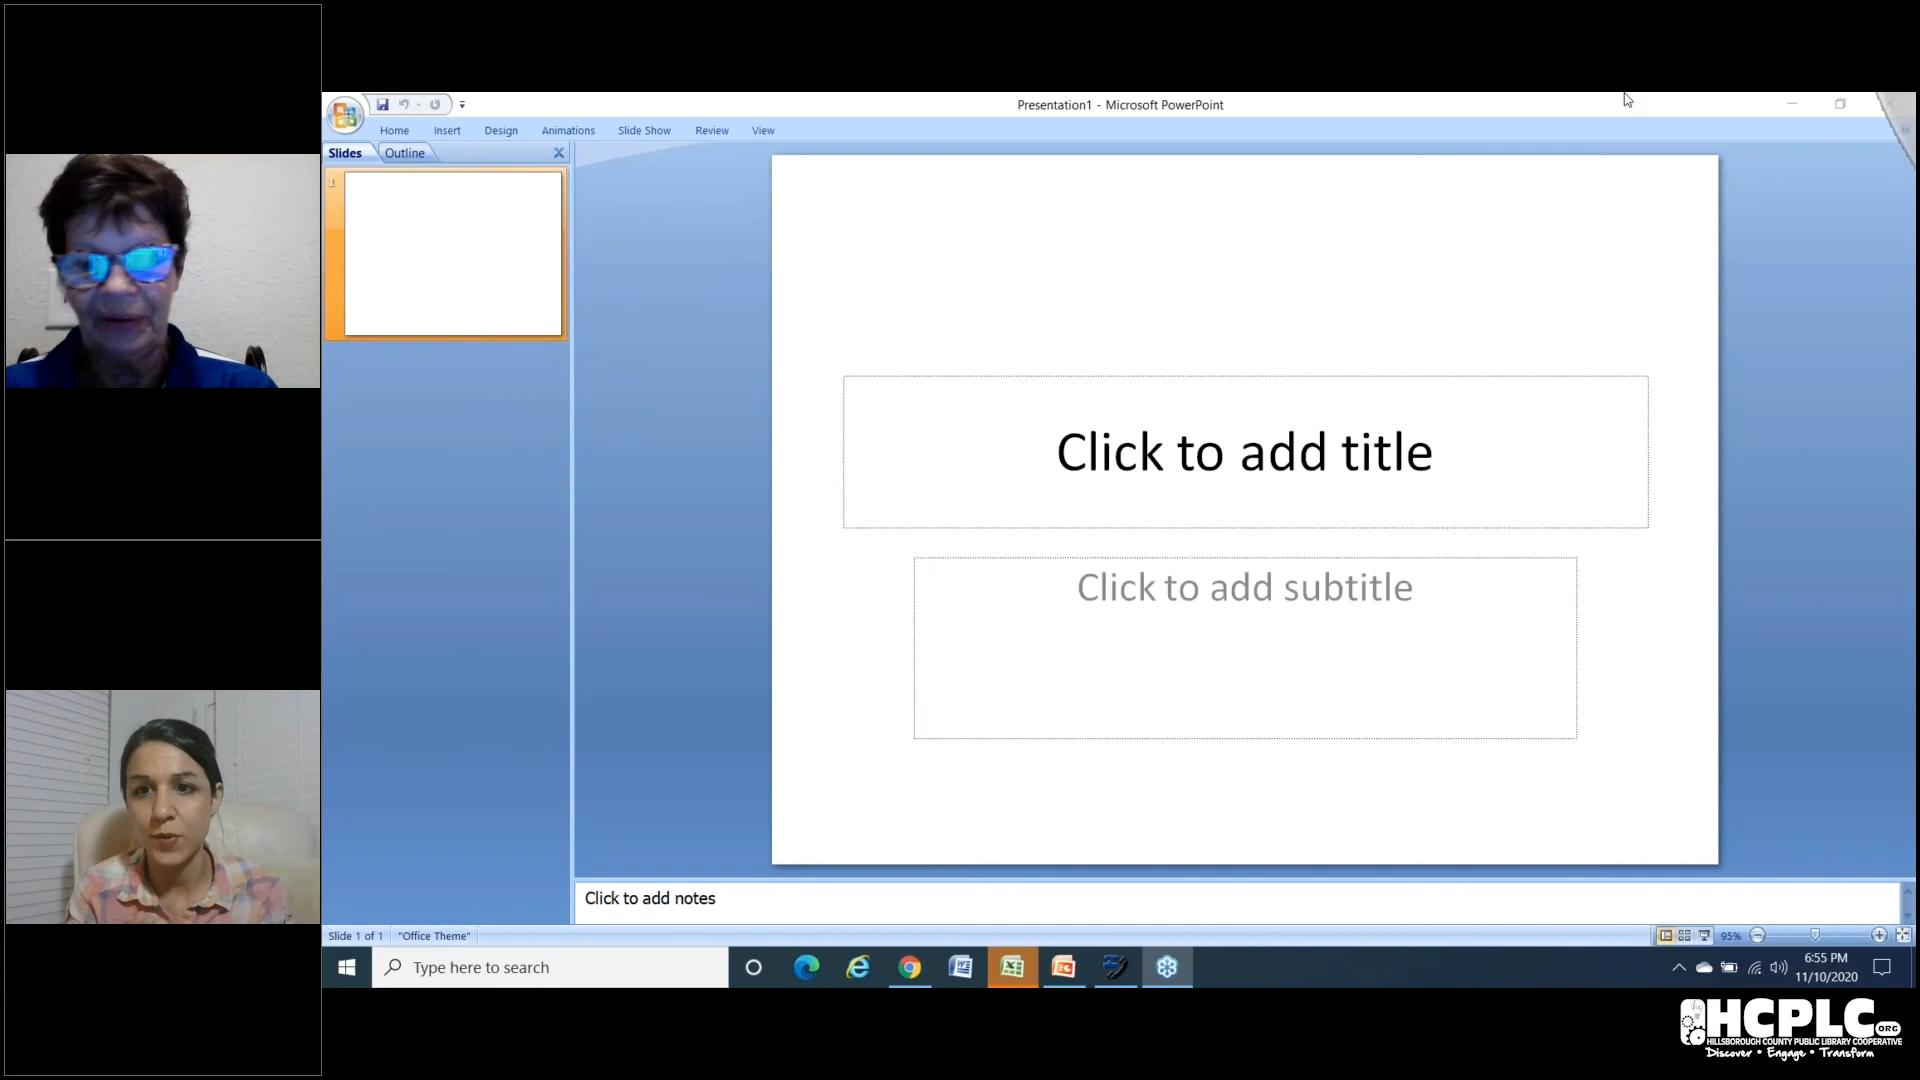 Presentation1 - Microsoft PowerPoint
Home Insert Design Animations Slide Show Review View
Slides Outline
1
Click to add title
Click to add subtitle
Click to add notes
Slide 1 of 1 "Office Theme"
95%
Type here to search
6:55 PM
11/10/2020
HCPLC.ORG
HILLSBOROUGH COUNTY PUBLIC LIBRARY COOPERATIVE
Discover • Engage • Transform